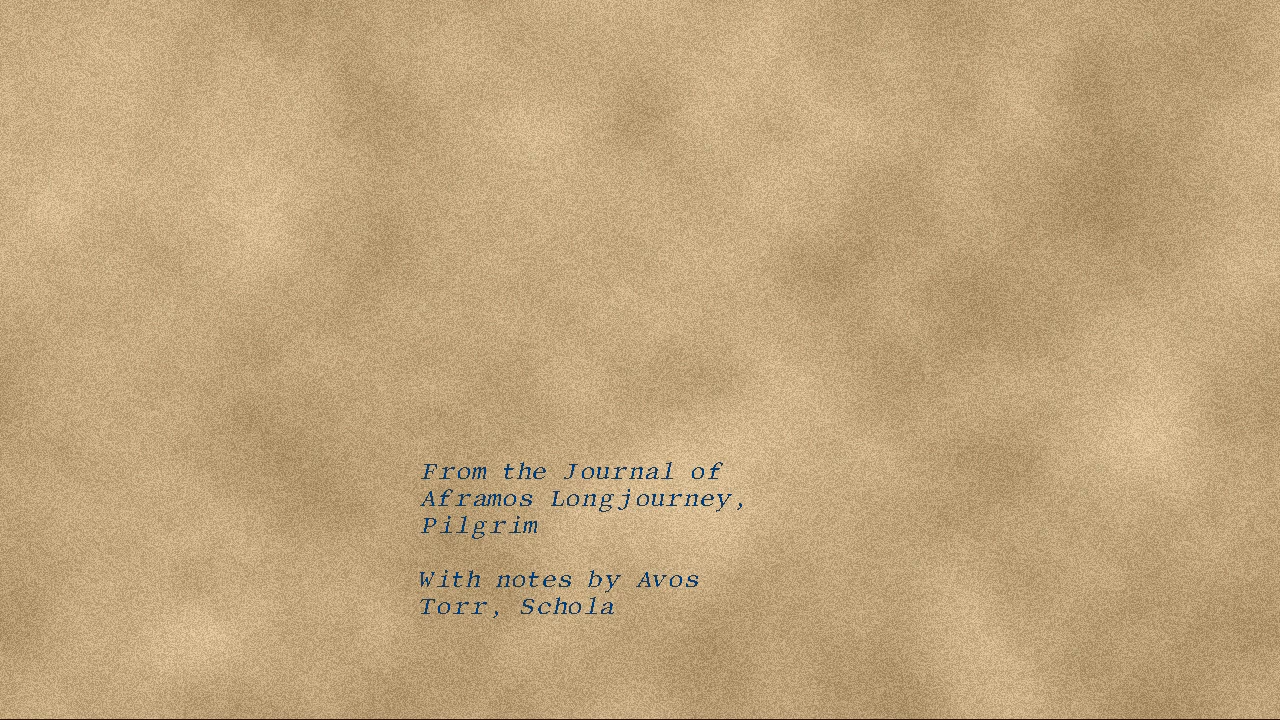 From the Journal of
Aframos Longjourney,
Pilgrim
With notes by Avos
Torr, Schola